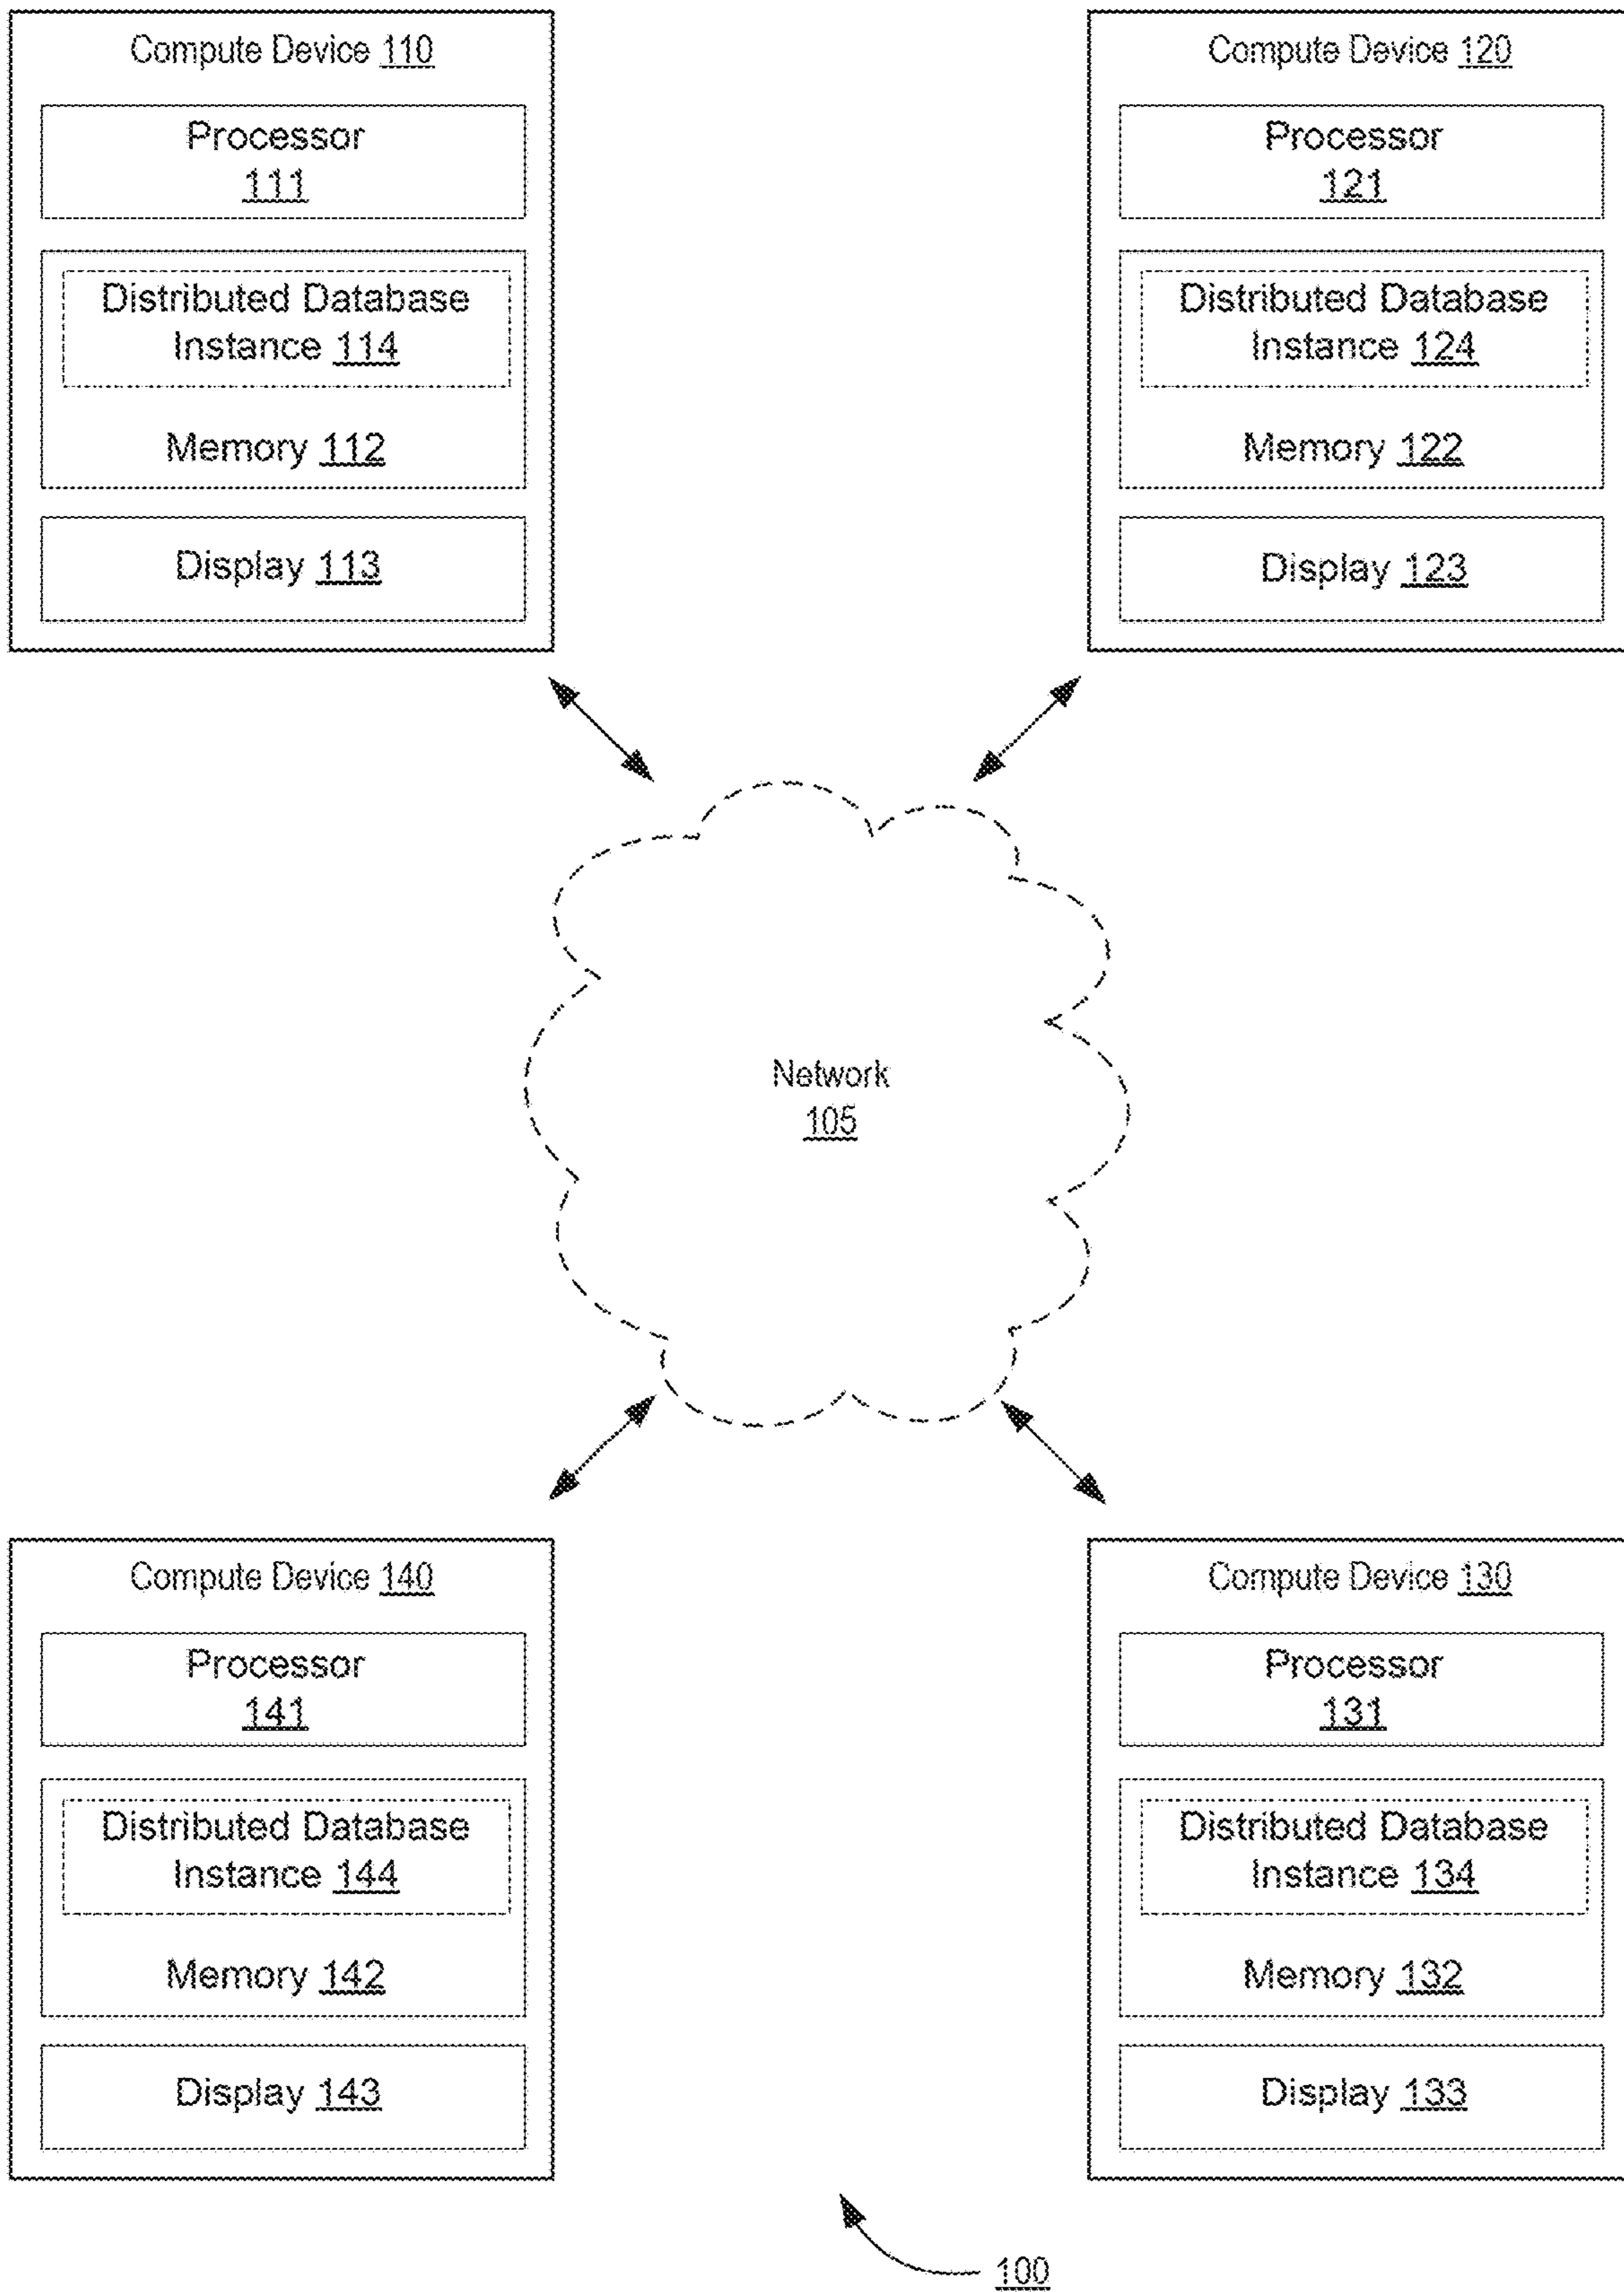 Compute Device 110
Processor
111
Distributed Database
Instance 114
Memory 112
Display 113
Compute Device 120
Processor
121
Distributed Database
Instance 124
Memory 122
Display 123
Network
105
Compute Device 140
Processor
141
Distributed Database
Instance 144
Memory 142
Display 143
Compute Device 130
Processor
131
Distributed Database
Instance 134
Memory 132
Display 133
100